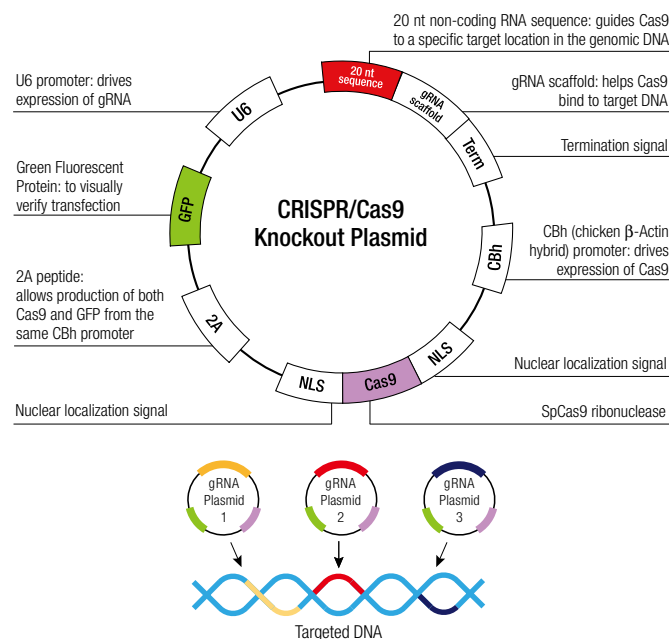 20 nt non-coding RNA sequence: guides Cas9
to a specific target location in the genomic DNA
U6 promoter: drives
expression of gRNA
gRNA scaffold: helps Cas9
bind to target DNA
Termination signal
Green Fluorescent
Protein: to visually
verify transfection
CBh (chicken β-Actin
hybrid) promoter: drives
expression of Cas9
2A peptide:
allows production of both
Cas9 and GFP from the
same CBh promoter
Nuclear localization signal
Nuclear localization signal
SpCas9 ribonuclease
CRISPR/Cas9
Knockout Plasmid
20 nt
sequence
gRNA
scaffold
Term
CBh
NLS
Cas9
NLS
2A
GFP
U6
gRNA
Plasmid
1
gRNA
Plasmid
2
gRNA
Plasmid
3
Targeted DNA